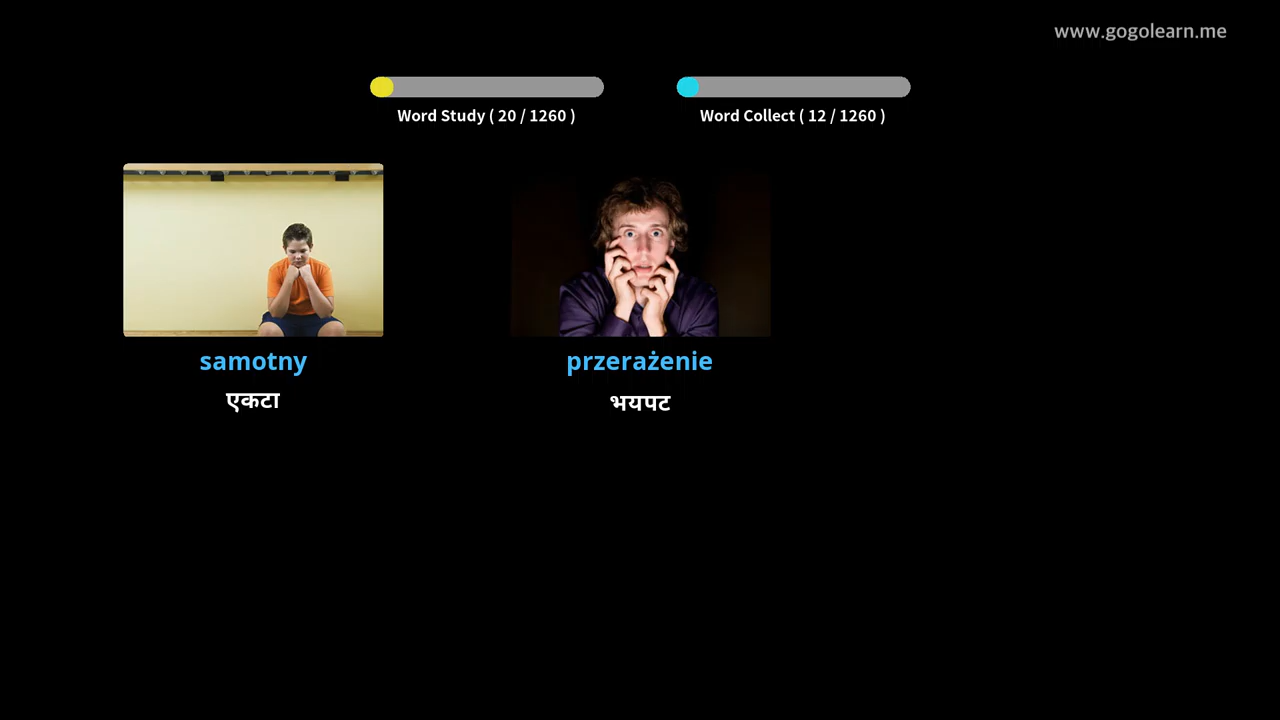 www.gogolearn.me
Word Study ( 20 / 1260 )
Word Collect ( 12 / 1260 )
samotny
przerażenie
एकटा
भयपट